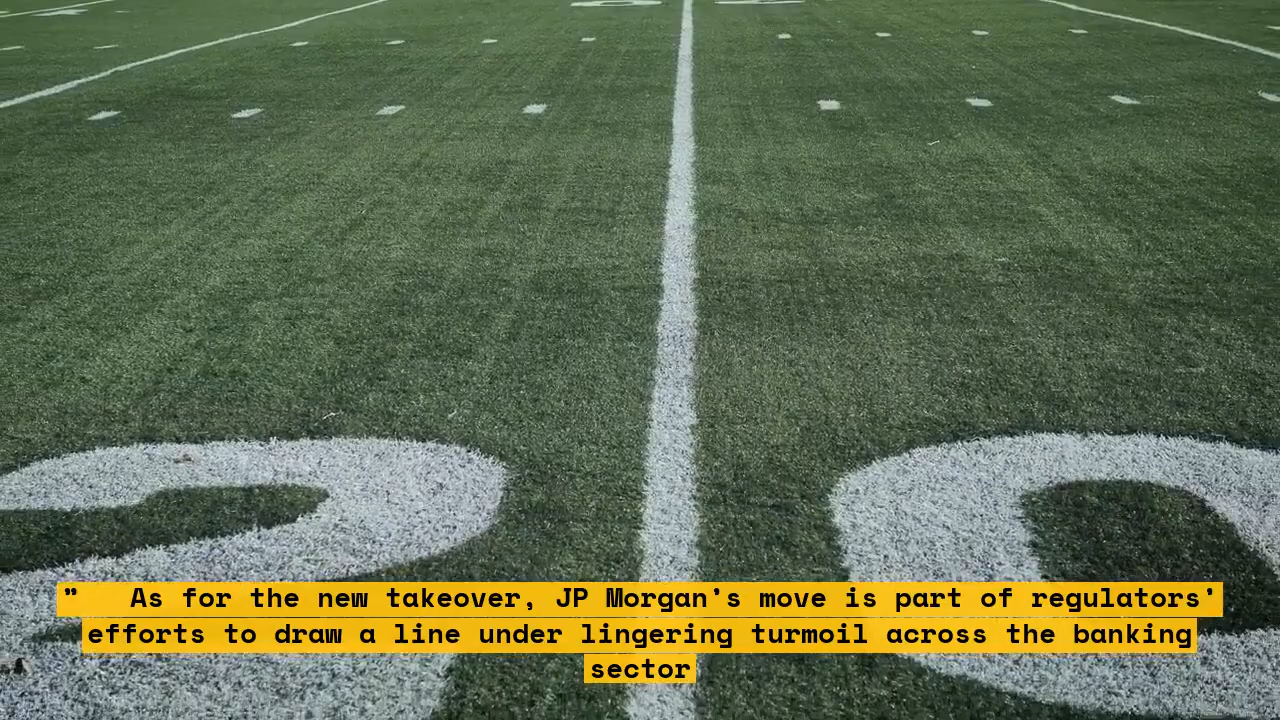 20
”   As for the new takeover, JP Morgan’s move is part of regulators’
efforts to draw a line under lingering turmoil across the banking
sector